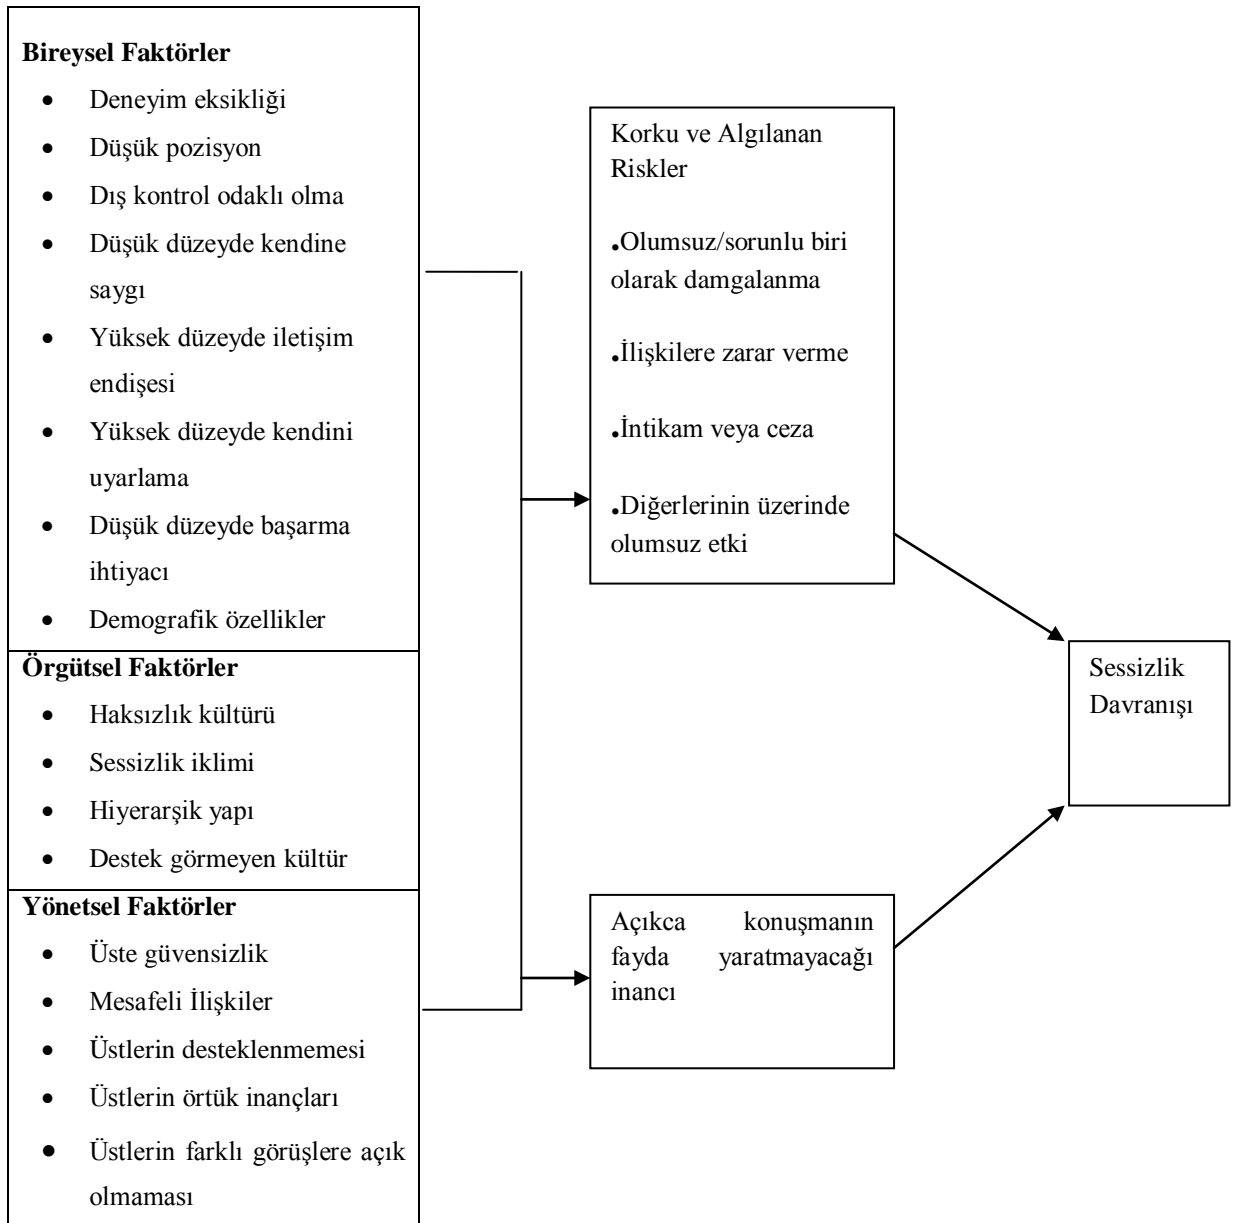 Bireysel Faktörler
• Deneyim eksikliği
• Düşük pozisyon
• Dış kontrol odaklı olma
• Düşük düzeyde kendine
saygı
• Yüksek düzeyde iletişim
endişesi
• Yüksek düzeyde kendini
uyarlama
• Düşük düzeyde başarma
ihtiyacı
• Demografik özellikler
Örgütsel Faktörler
• Haksızlık kültürü
• Sessizlik iklimi
• Hiyerarşik yapı
• Destek görmeyen kültür
Yönetsel Faktörler
• Üste güvensizlik
• Mesafeli İlişkiler
• Üstlerin desteklenmemesi
• Üstlerin örtük inançları
• Üstlerin farklı görüşlere açık
olmaması
Korku ve Algılanan
Riskler
.Olumsuz/sorunlu biri
olarak damgalanma
.İlişkilere zarar verme
.İntikam veya ceza
.Diğerlerinin üzerinde
olumsuz etki
Açıkca konuşmanın
fayda yaratmayacağı
inancı
Sessizlik
Davranışı